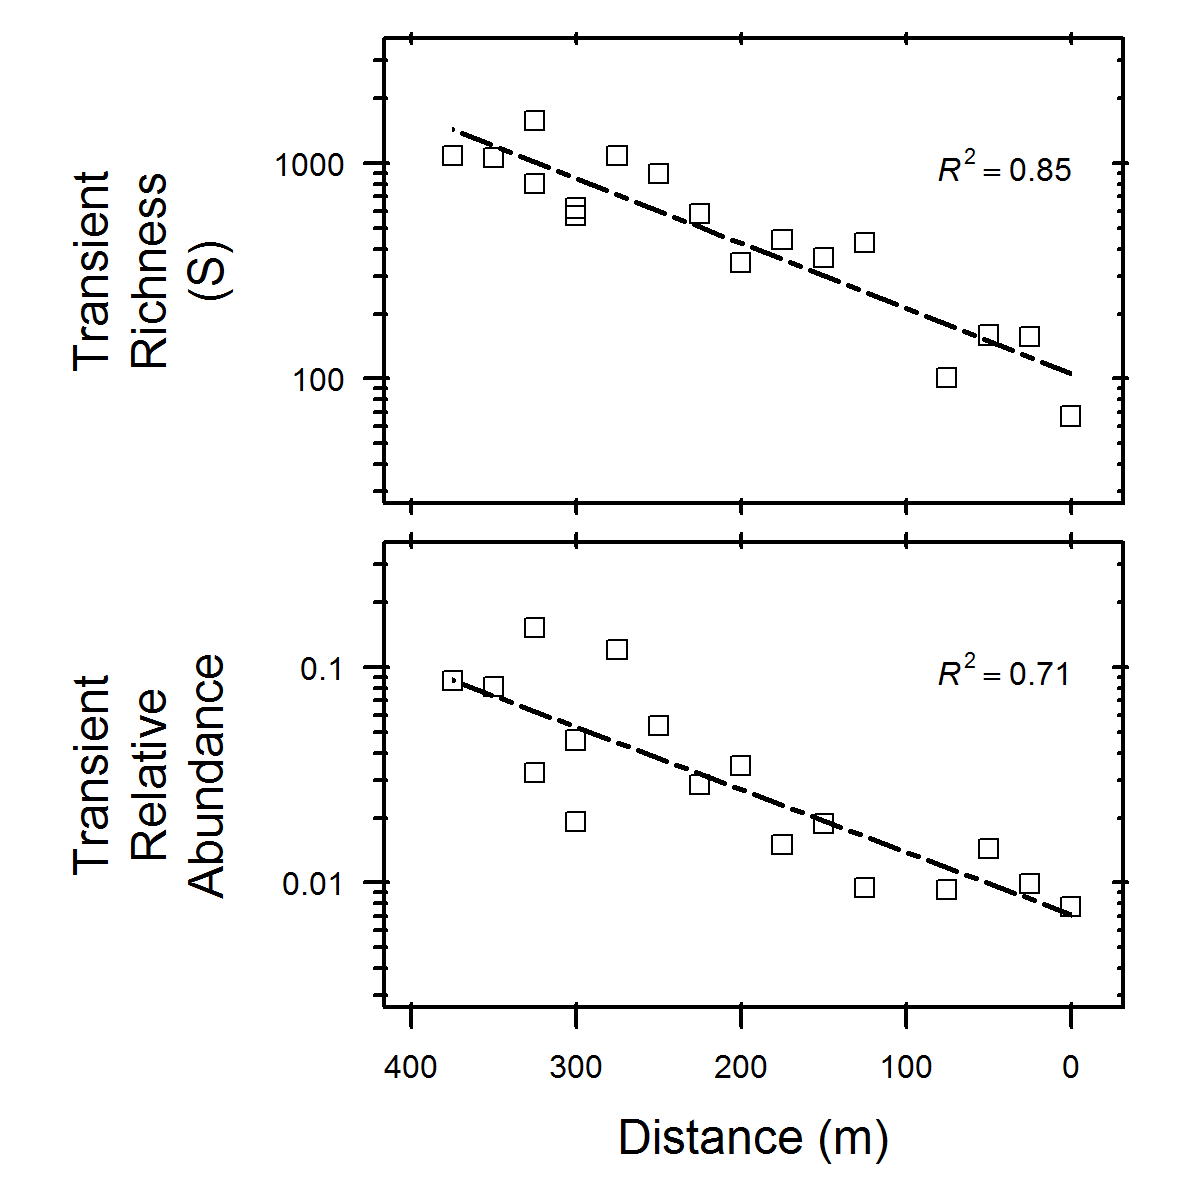 Transient
Richness
(S)
1000
100
R² = 0.85
Transient
Relative
Abundance
0.1
0.01
R² = 0.71
400 300 200 100 0
Distance (m)